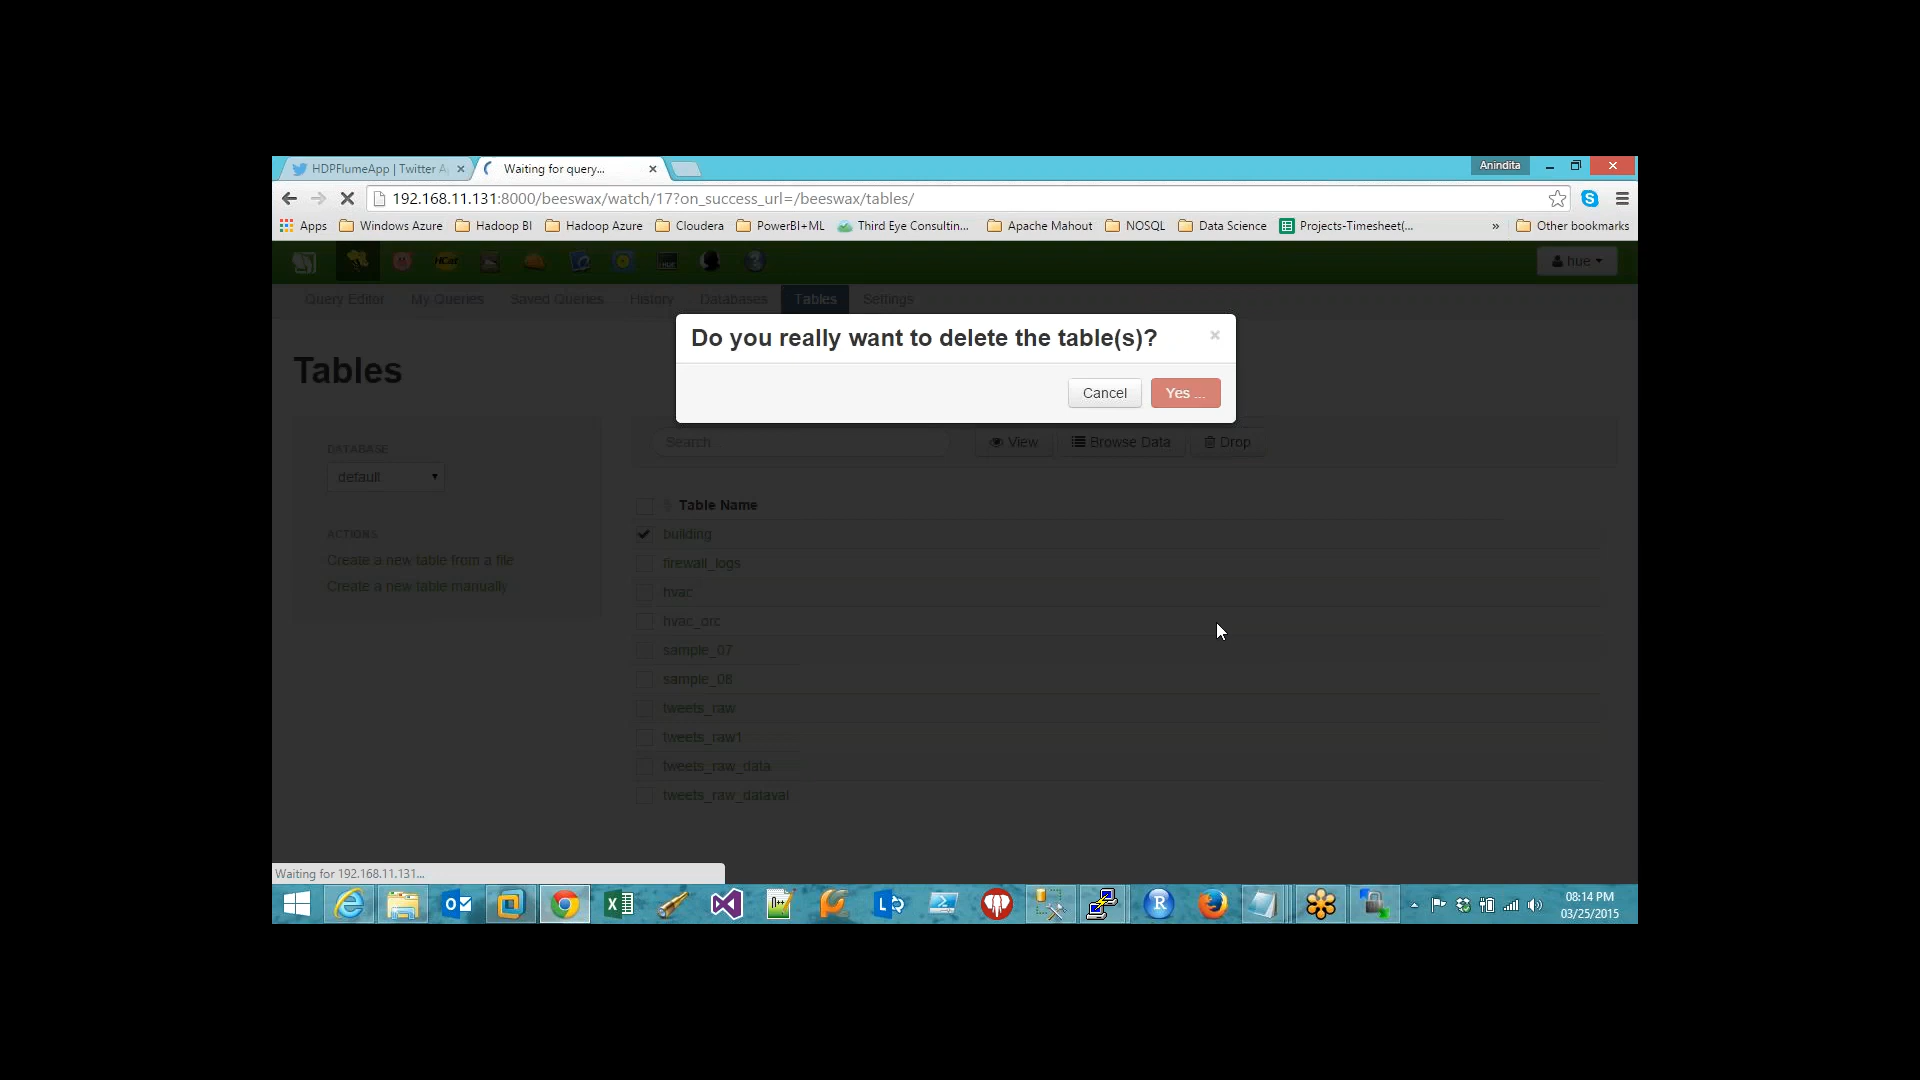 HDPFlumeApp | Twitter A
Waiting for query...
Anindita
192.168.11.131:8000/beeswax/watch/17?on_success_url=/beeswax/tables/
Apps Windows Azure Hadoop BI Hadoop Azure Cloudera PowerBI+ML Third Eye Consultin... Apache Mahout NOSQL Data Science Projects-Timesheet(... » Other bookmarks
HCat
hue
Query Editor My Queries Saved Queries History Databases Tables Settings
Do you really want to delete the table(s)? ×
Cancel Yes ...
Tables
DATABASE
default
ACTIONS
Create a new table from a file
Create a new table manually
Search View Browse Data Drop
Table Name
building
firewall_logs
hvac
hvac_orc
sample_07
sample_08
tweets_raw
tweets_raw1
tweets_raw_data
tweets_raw_dataval
Waiting for 192.168.11.131...
08:14 PM
03/25/2015